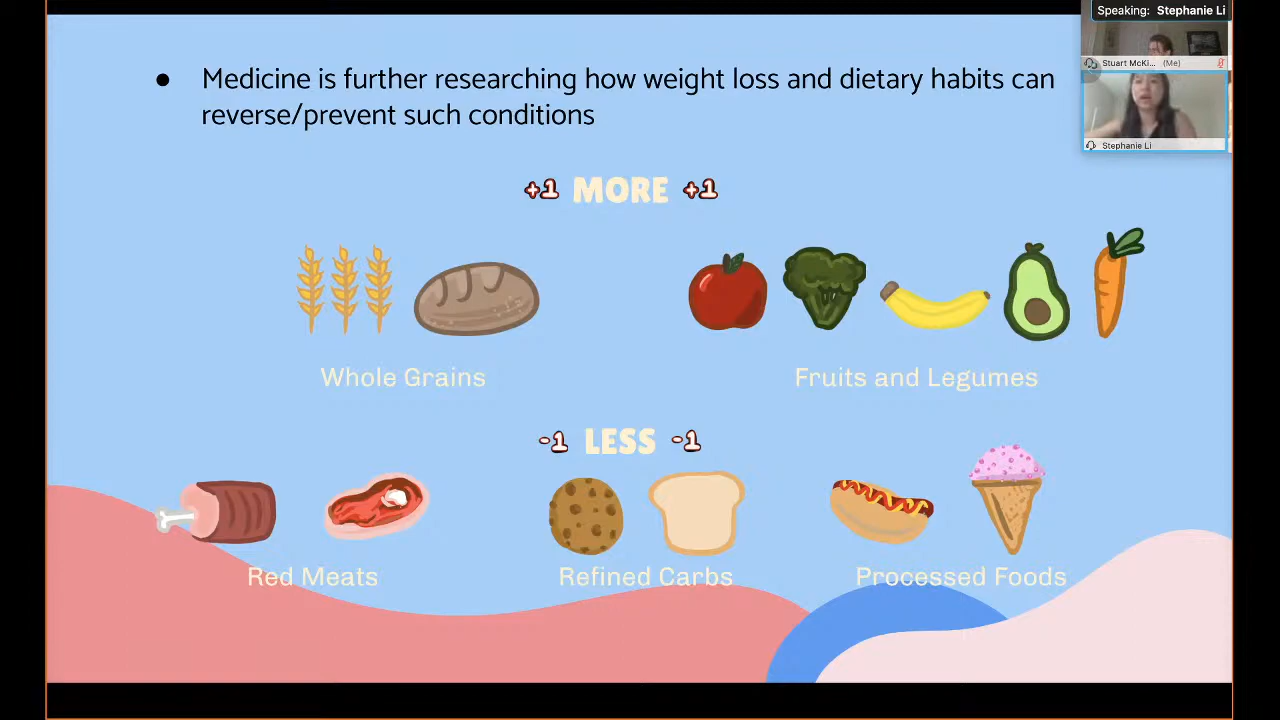 Speaking: Stephanie Li
Stuart McKi... (Me)
Stephanie Li
● Medicine is further researching how weight loss and dietary habits can
reverse/prevent such conditions
+1 MORE +1
Whole Grains
Fruits and Legumes
-1 LESS -1
Red Meats
Refined Carbs
Processed Foods